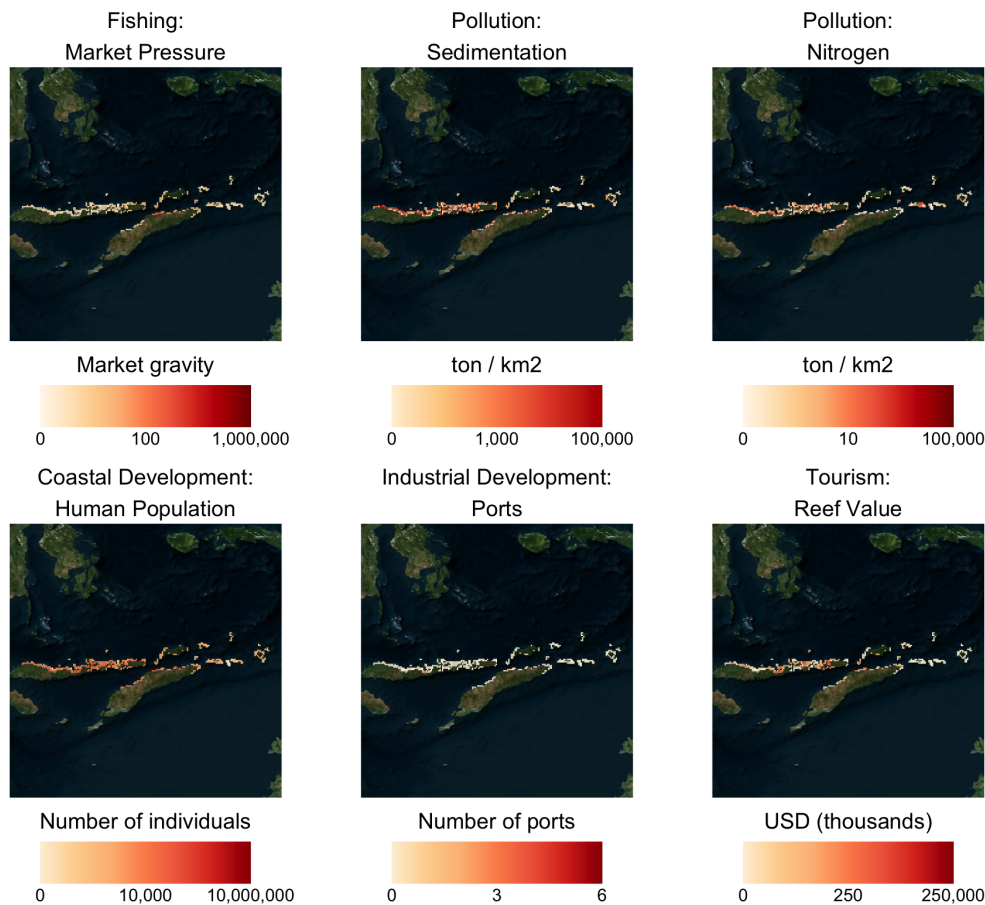 Fishing:
Market Pressure
Pollution:
Sedimentation
Pollution:
Nitrogen
Market gravity
0 100 1,000,000
ton / km2
0 1,000 100,000
ton / km2
0 10 100,000
Coastal Development:
Human Population
Industrial Development:
Ports
Tourism:
Reef Value
Number of individuals
0 10,000 10,000,000
Number of ports
0 3 6
USD (thousands)
0 250 250,000